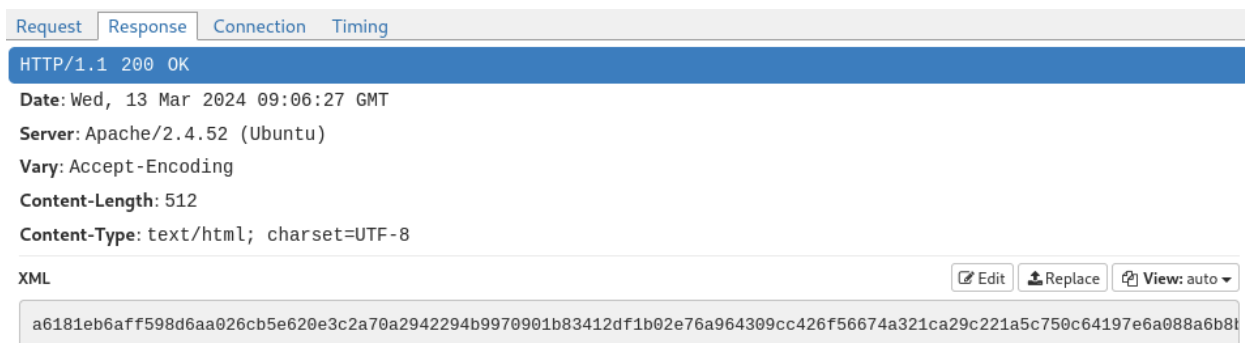 Request Response Connection Timing
HTTP/1.1 200 OK
Date: Wed, 13 Mar 2024 09:06:27 GMT
Server: Apache/2.4.52 (Ubuntu)
Vary: Accept-Encoding
Content-Length: 512
Content-Type: text/html; charset=UTF-8
XML Edit Replace View: auto
a6181eb6aff598d6aa026cb5e620e3c2a70a2942294b9970901b83412df1b02e76a964309cc426f56674a321ca29c221a5c750c64197e6a088a6b8b